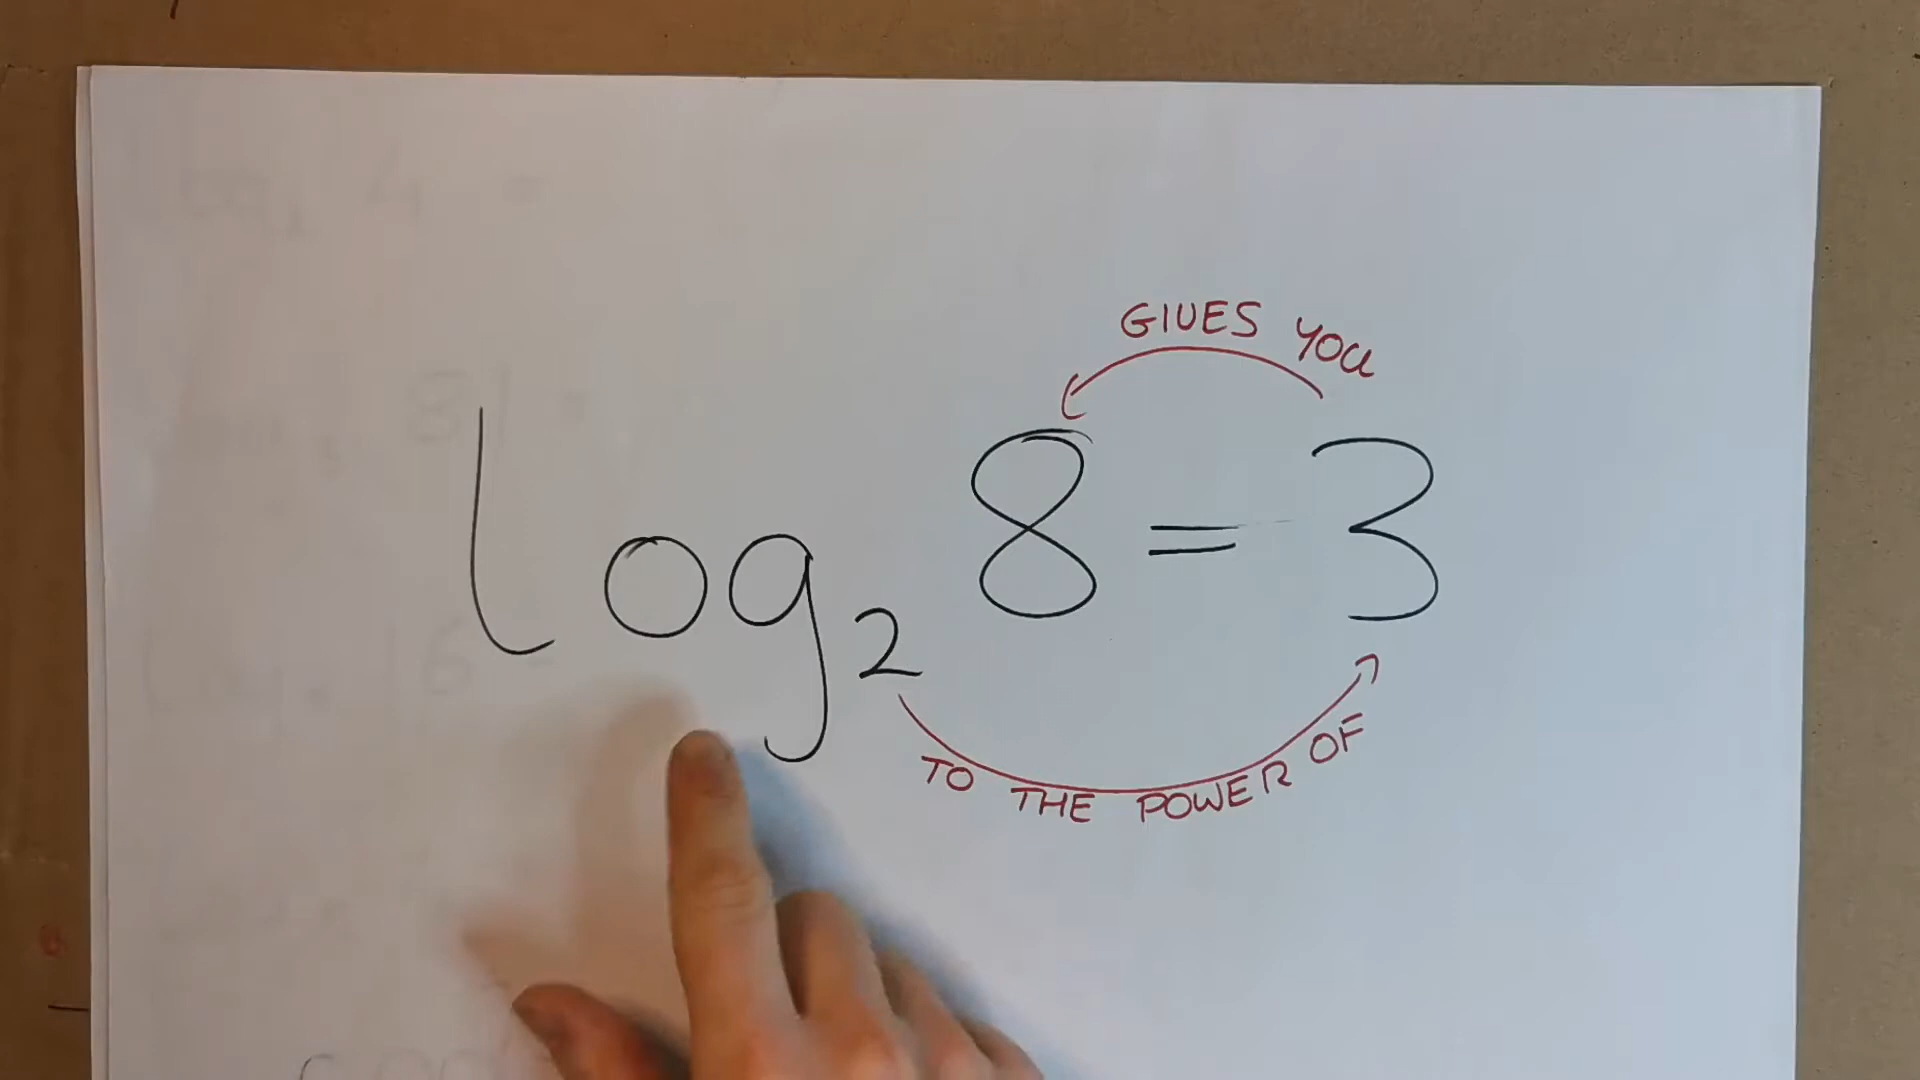 GIVES YOU
log₂ 8 = 3
TO THE POWER OF